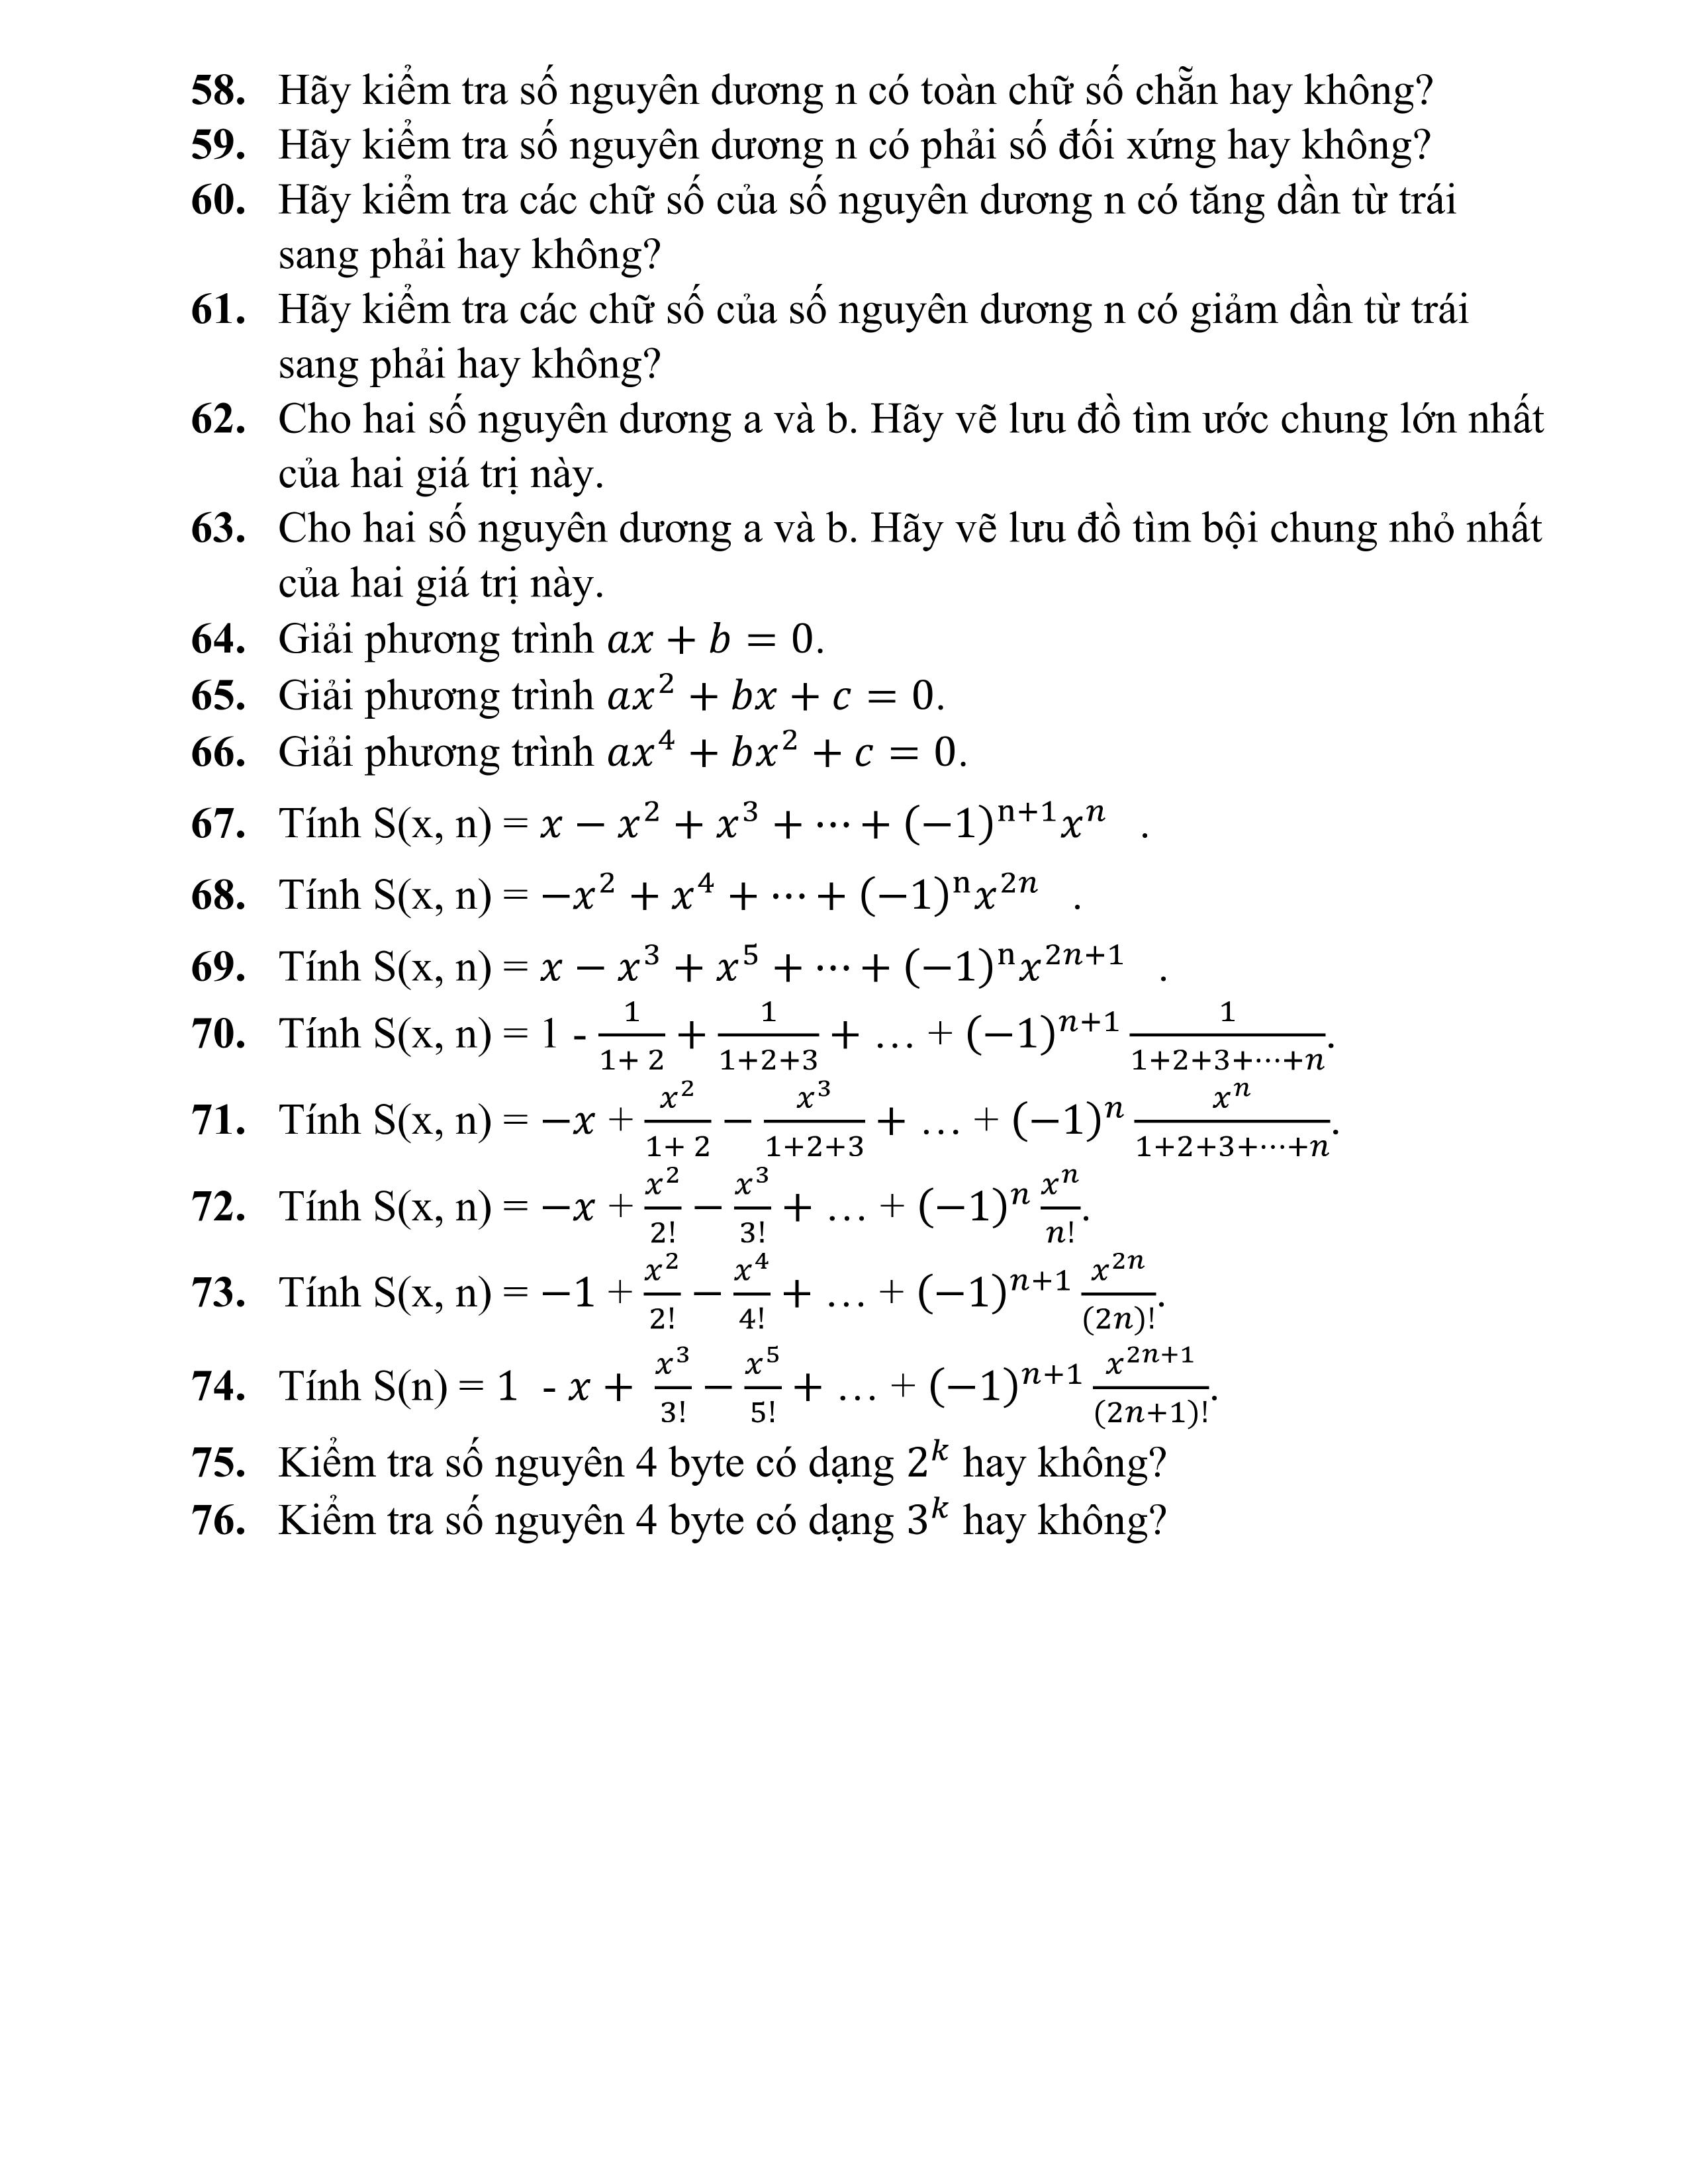 58. Hãy kiểm tra số nguyên dương n có toàn chữ số chẵn hay không?
59. Hãy kiểm tra số nguyên dương n có phải số đối xứng hay không?
60. Hãy kiểm tra các chữ số của số nguyên dương n có tăng dần từ trái
sang phải hay không?
61. Hãy kiểm tra các chữ số của số nguyên dương n có giảm dần từ trái
sang phải hay không?
62. Cho hai số nguyên dương a và b. Hãy vẽ lưu đồ tìm ước chung lớn nhất
của hai giá trị này.
63. Cho hai số nguyên dương a và b. Hãy vẽ lưu đồ tìm bội chung nhỏ nhất
của hai giá trị này.
64. Giải phương trình $ax + b = 0$.
65. Giải phương trình $ax^2 + bx + c = 0$.
66. Giải phương trình $ax^4 + bx^2 + c = 0$.
67. Tính S(x, n) = $x - x^2 + x^3 + \cdots + (-1)^{n+1}x^n$ .
68. Tính S(x, n) = $-x^2 + x^4 + \cdots + (-1)^n x^{2n}$ .
69. Tính S(x, n) = $x - x^3 + x^5 + \cdots + (-1)^n x^{2n+1}$ .
70. Tính S(x, n) = 1 - $\frac{1}{1+2} + \frac{1}{1+2+3} + \ldots + (-1)^{n+1}\frac{1}{1+2+3+\cdots+n}$.
71. Tính S(x, n) = $-x + \frac{x^2}{1+2} - \frac{x^3}{1+2+3} + \ldots + (-1)^n\frac{x^n}{1+2+3+\cdots+n}$.
72. Tính S(x, n) = $-x + \frac{x^2}{2!} - \frac{x^3}{3!} + \ldots + (-1)^n\frac{x^n}{n!}$.
73. Tính S(x, n) = $-1 + \frac{x^2}{2!} - \frac{x^4}{4!} + \ldots + (-1)^{n+1}\frac{x^{2n}}{(2n)!}$.
74. Tính S(n) = $1 - x + \frac{x^3}{3!} - \frac{x^5}{5!} + \ldots + (-1)^{n+1}\frac{x^{2n+1}}{(2n+1)!}$.
75. Kiểm tra số nguyên 4 byte có dạng $2^k$ hay không?
76. Kiểm tra số nguyên 4 byte có dạng $3^k$ hay không?